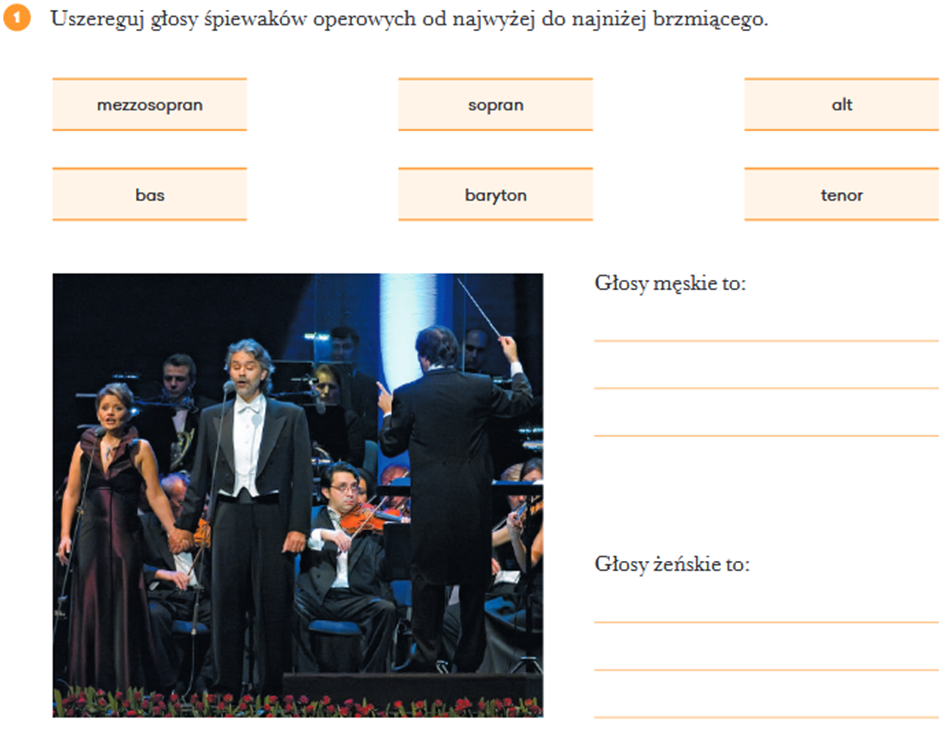 1 Uszereguj głosy śpiewaków operowych od najwyżej do najniżej brzmiącego.
mezzosopran sopran alt
bas baryton tenor
Głosy męskie to:
Głosy żeńskie to: